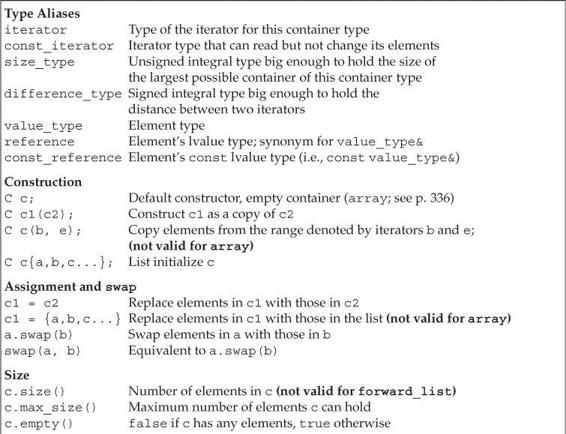 Type Aliases
iterator Type of the iterator for this container type
const_iterator Iterator type that can read but not change its elements
size_type Unsigned integral type big enough to hold the size of
the largest possible container of this container type
difference_type Signed integral type big enough to hold the
distance between two iterators
value_type Element type
reference Element's lvalue type; synonym for value_type&
const_reference Element's const lvalue type (i.e., const value_type&)
Construction
C c; Default constructor, empty container (array; see p. 336)
C c1(c2); Construct c1 as a copy of c2
C c(b, e); Copy elements from the range denoted by iterators b and e;
(not valid for array)
C c{a,b,c...}; List initialize c
Assignment and swap
c1 = c2 Replace elements in c1 with those in c2
c1 = {a,b,c...} Replace elements in c1 with those in the list (not valid for array)
a.swap(b) Swap elements in a with those in b
swap(a, b) Equivalent to a.swap(b)
Size
c.size() Number of elements in c (not valid for forward_list)
c.max_size() Maximum number of elements c can hold
c.empty() false if c has any elements, true otherwise